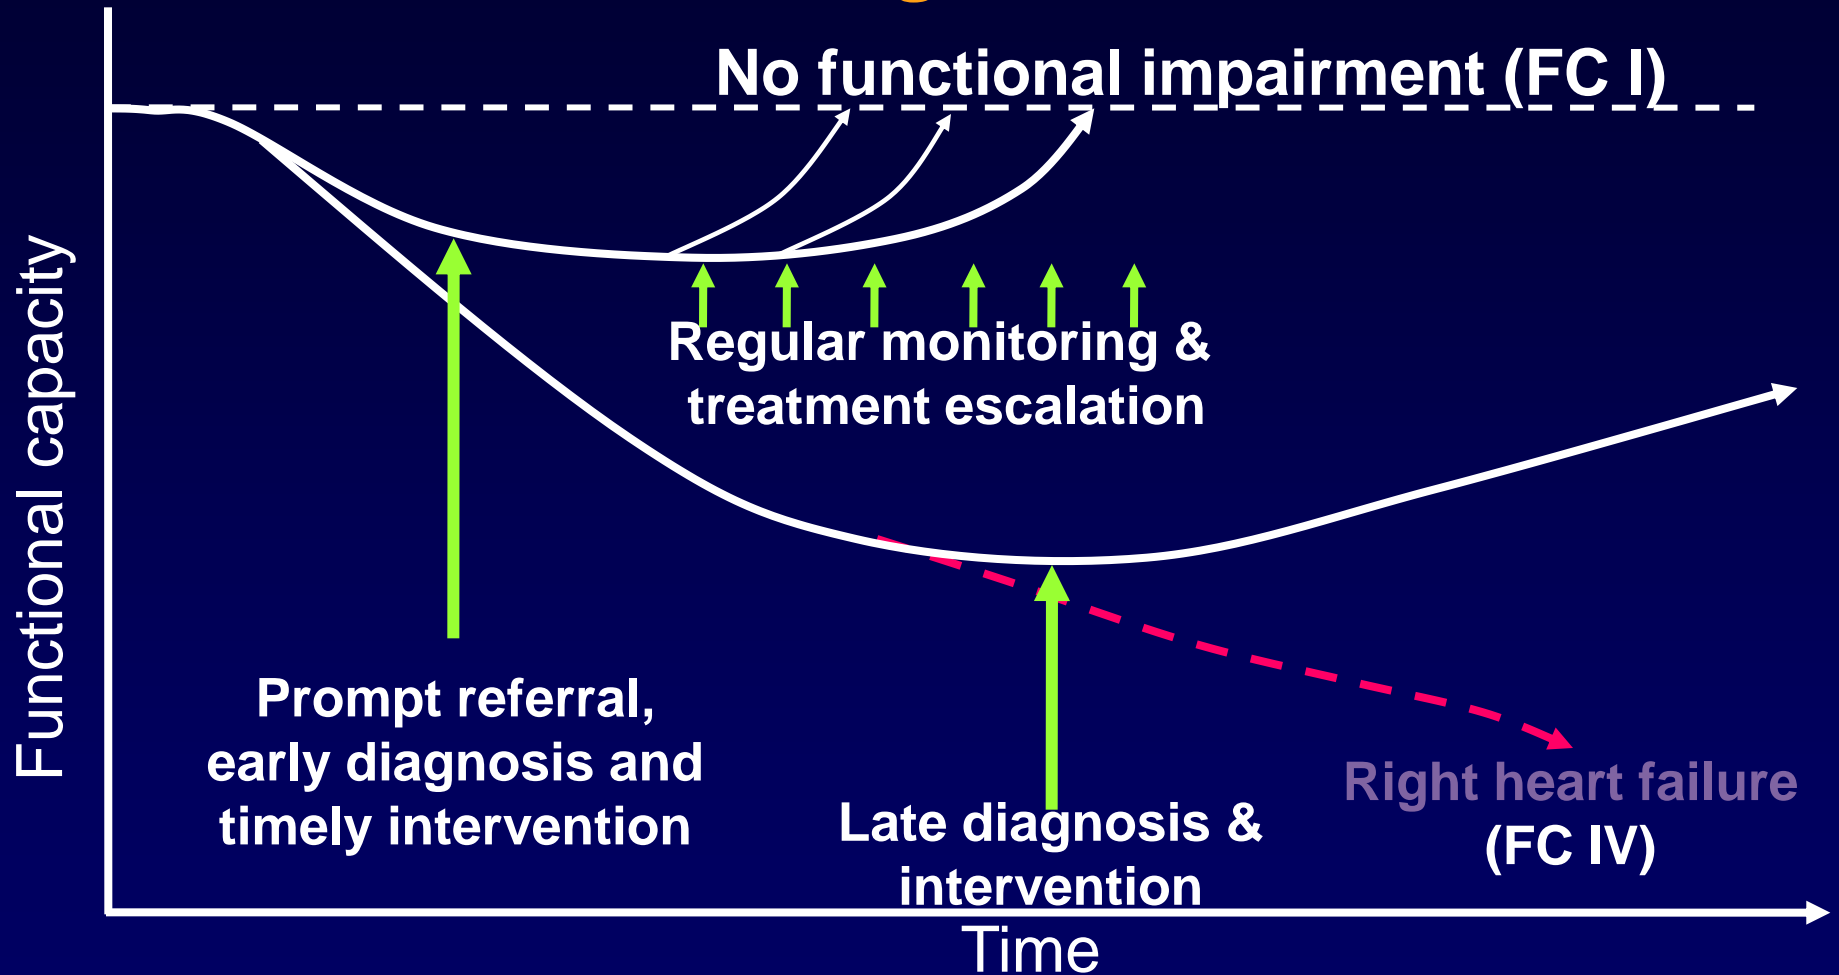 No functional impairment (FC I)
Functional capacity
Regular monitoring &
treatment escalation
Prompt referral,
early diagnosis and
timely intervention
Late diagnosis &
intervention
Right heart failure
(FC IV)
Time